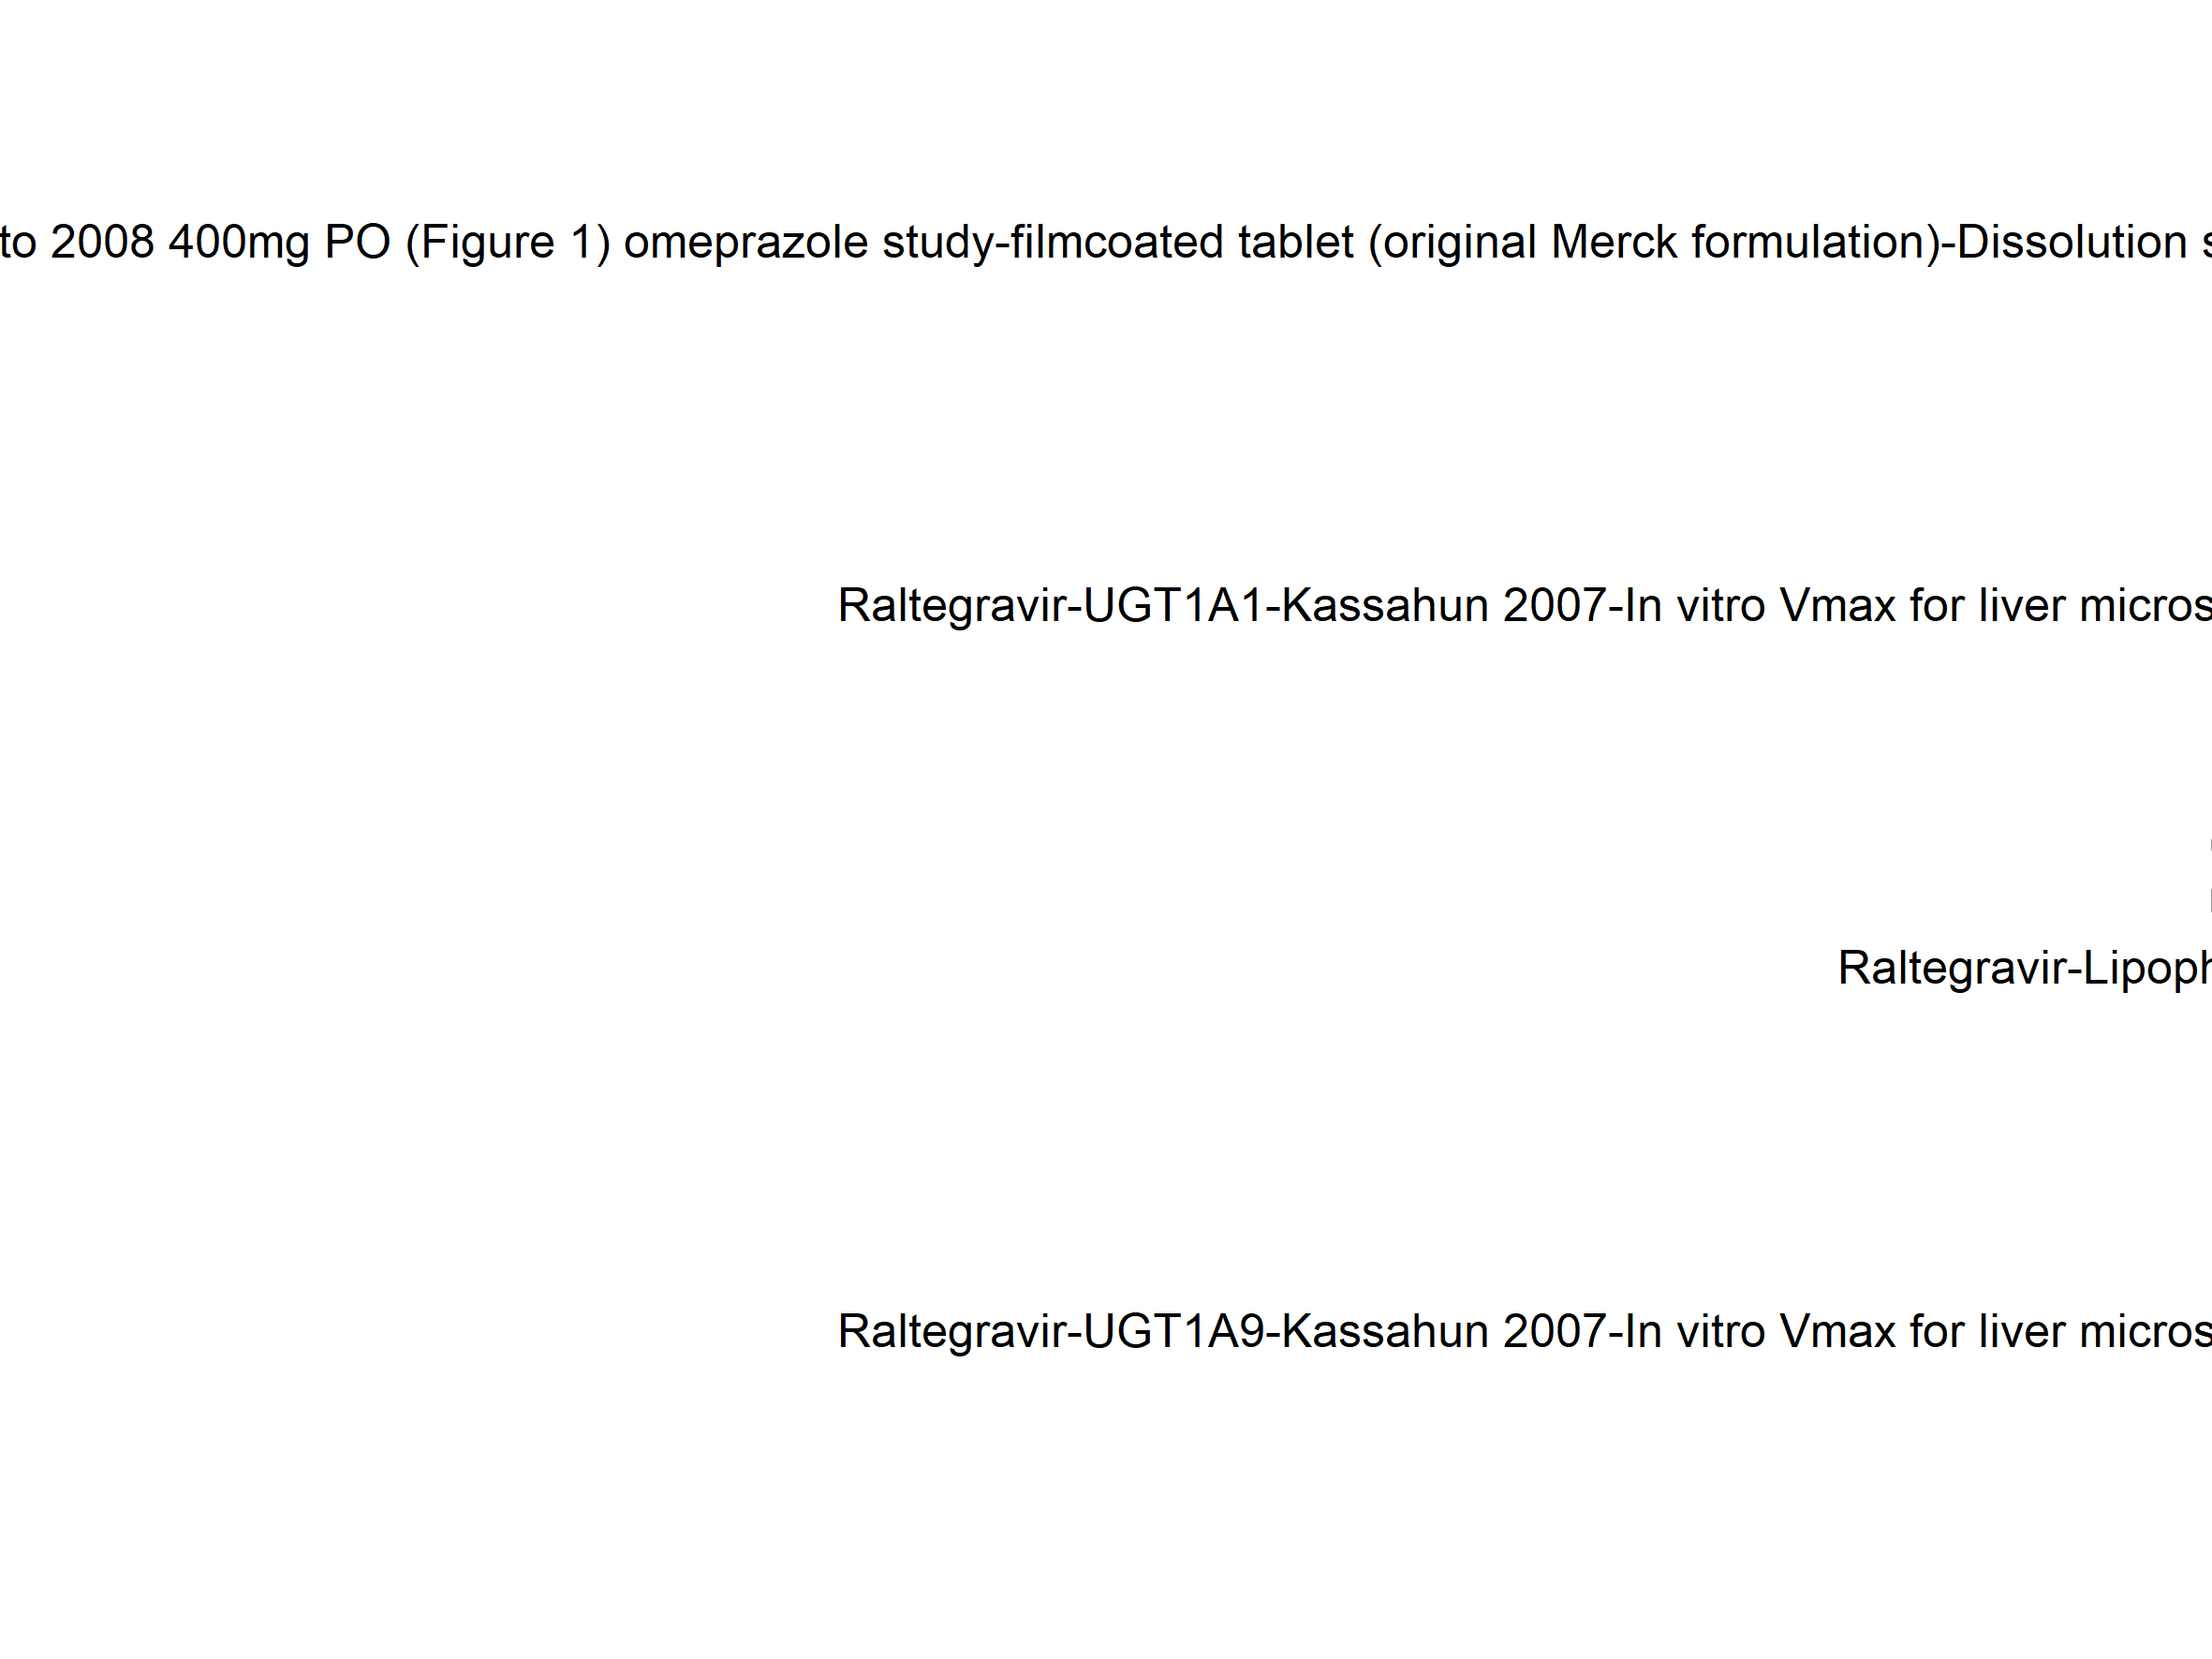 to 2008 400mg PO (Figure 1) omeprazole study-filmcoated tablet (original Merck formulation)-Dissolution
Raltegravir-UGT1A1-Kassahun 2007-In vitro Vmax for liver micros
Raltegravir-Lipoph
Raltegravir-UGT1A9-Kassahun 2007-In vitro Vmax for liver micros